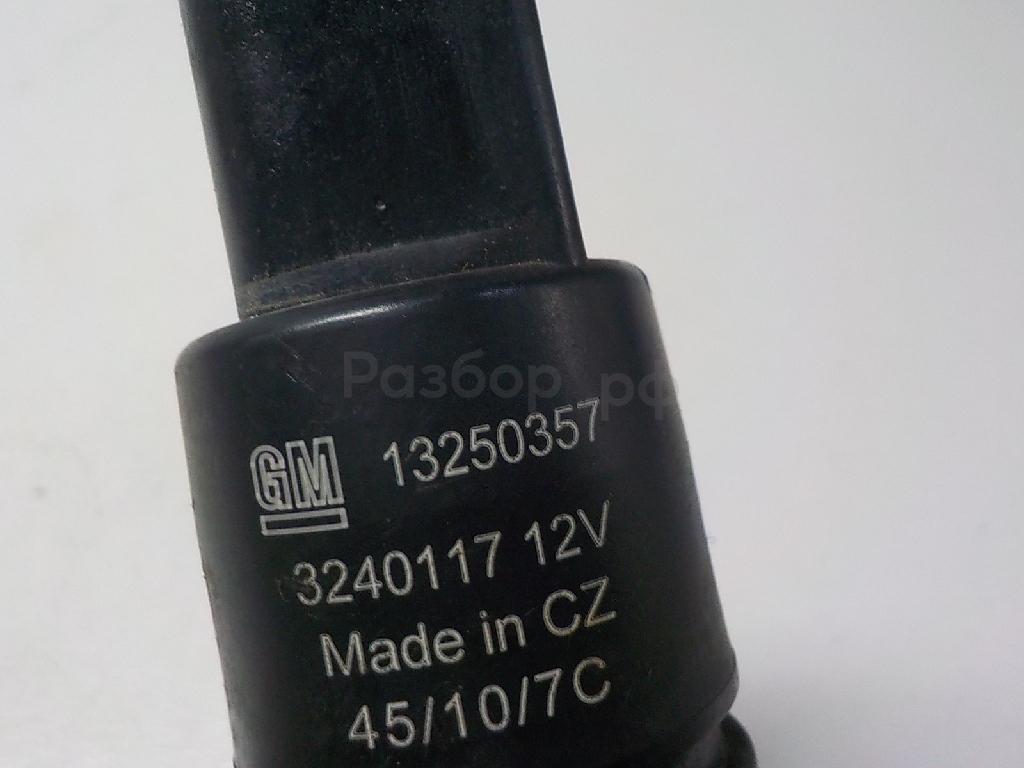 Разбор.рф
GM 13250357
3240117 12V
Made in CZ
45/10/7C